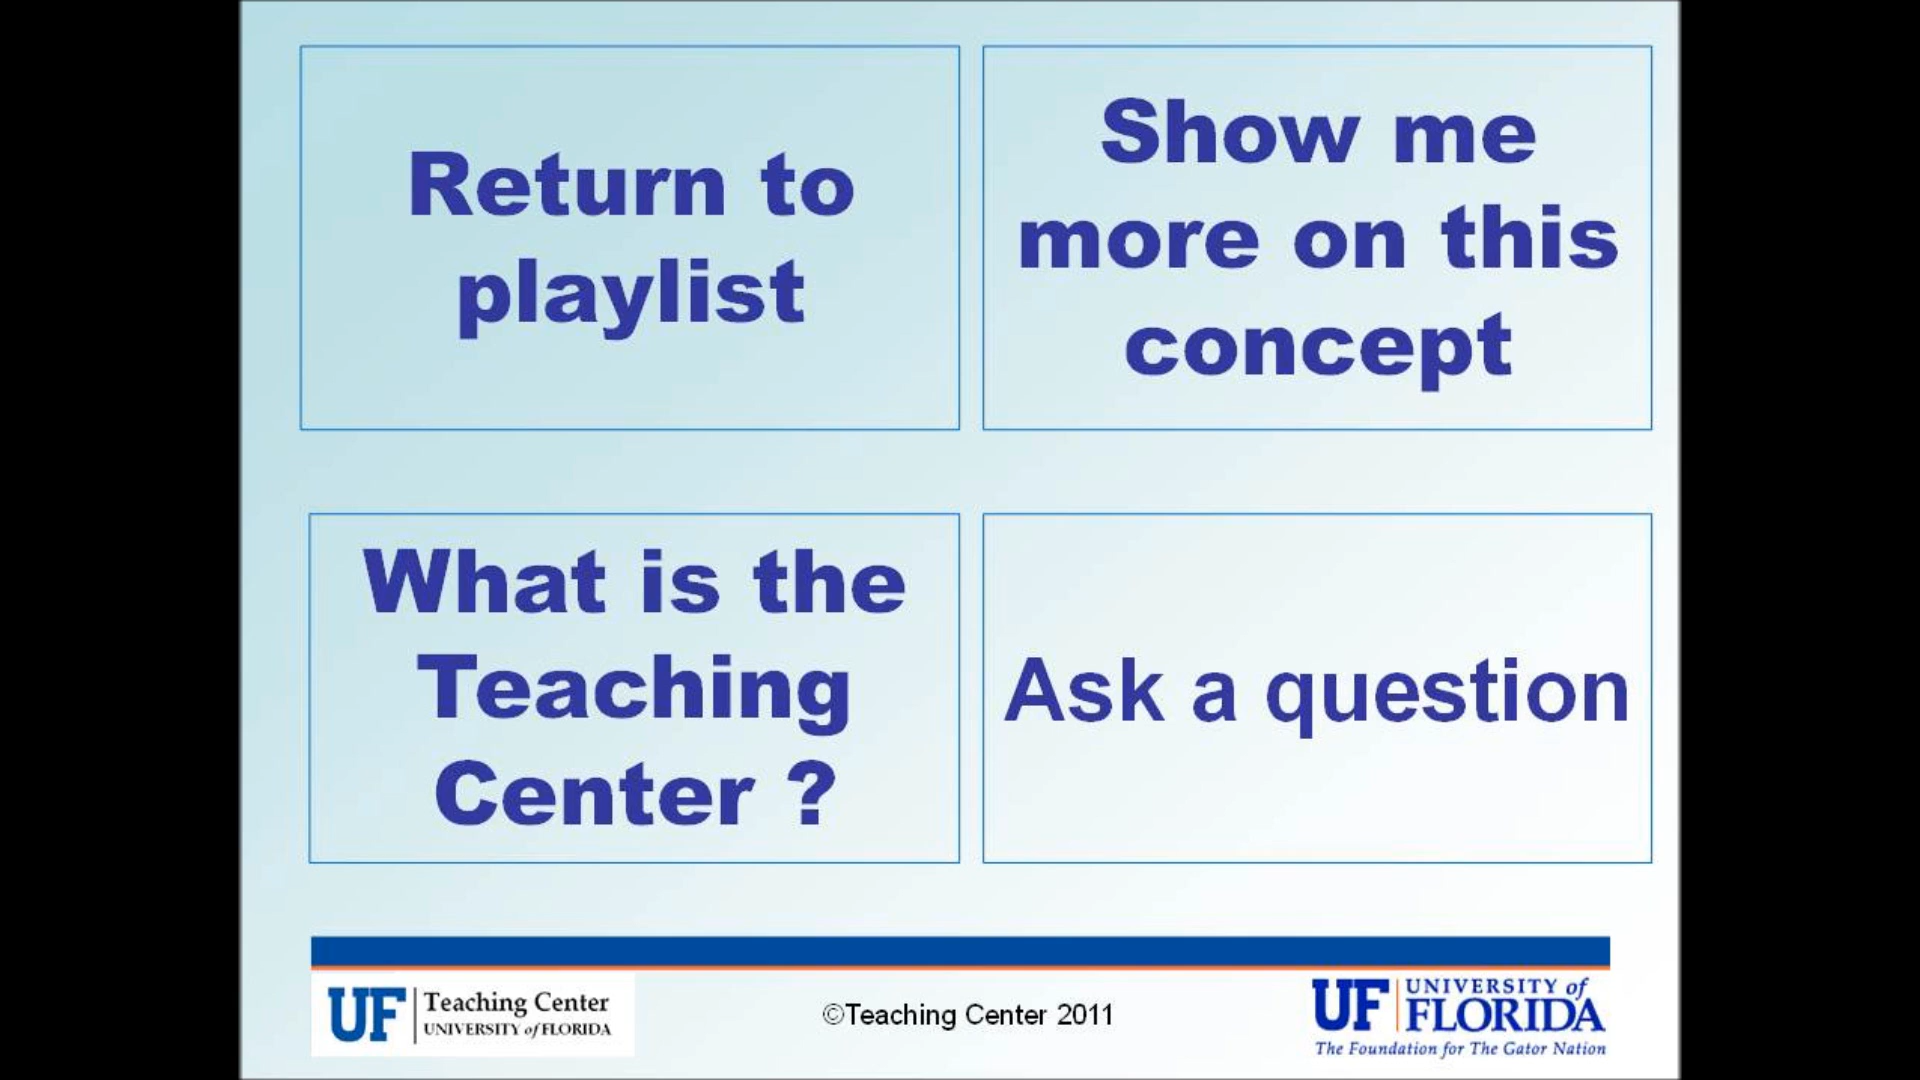 Return to
playlist
Show me
more on this
concept
What is the
Teaching
Center ?
Ask a question
UF Teaching Center
UNIVERSITY of FLORIDA
©Teaching Center 2011
UF UNIVERSITY of
FLORIDA
The Foundation for The Gator Nation